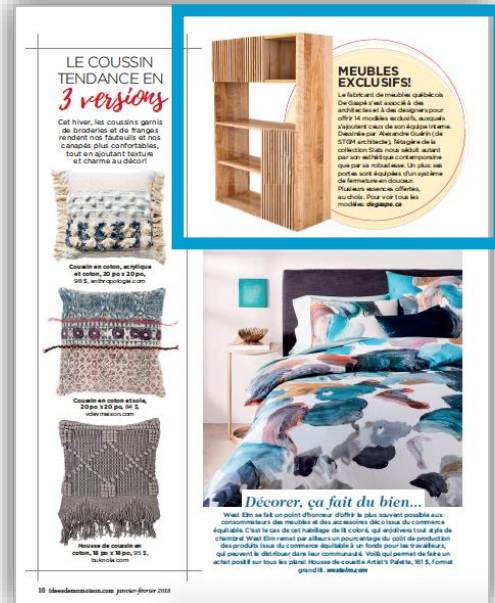 LE COUSSIN
TENDANCE EN
3 versions
Cet hiver, les coussins garnis
de broderies et de franges
rendent nos fauteuils et nos
canapés plus confortables,
tout en ajoutant texture
et charme au décor!
Coussin en coton, acrylique
et coton, 20 po x 20 po,
98 $, anthropologie.com
Coussin en coton et soie,
20 po x 20 po, 84 $,
vdevmaison.com
Housse de coussin en
coton, 18 po x 18 po, 95 $,
buknola.com
MEUBLES
EXCLUSIFS!
Le fabricant de meubles québécois
De Gaspé s'est associé à des
architectes et à des designers pour
offrir 14 modèles exclusifs, auxquels
s'ajoutent ceux de son équipe interne.
Dessinée par Alexandre Guérin (de
STGM architecte), l'étagère de la
collection Slats nous séduit autant
par son esthétique contemporaine
que par sa robustesse. Un plus: ses
portes sont équipées d'un système
de fermeture en douceur.
Plusieurs essences offertes,
au choix. Pour voir tous les
modèles: degaspe.ca
Décorer, ça fait du bien...
West Elm se fait un point d'honneur d'offrir le plus souvent possible aux
consommateurs des meubles et des accessoires déco issus du commerce
équitable. C'est le cas de cet habillage de lit coloré, qui enjolivera tout style de
chambre! West Elm remet par ailleurs un pourcentage du coût de production
des produits issus du commerce équitable à un fonds pour les travailleurs,
qui peuvent le distribuer dans leur communauté. Voilà qui permet de faire un
achat positif sur tous les plans! Housse de couette Artist's Palette, 161 $, format
grand lit. westelm.com
10 ideesdemamaison.com janvier-février 2018